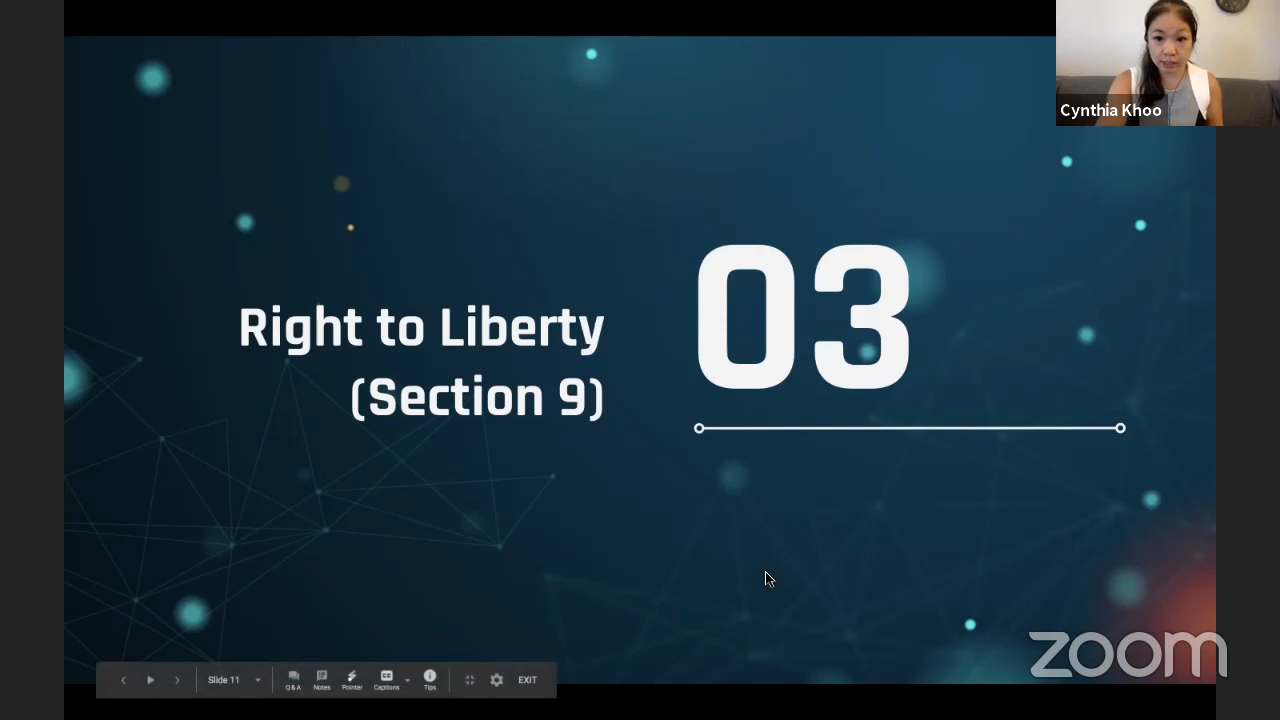 Cynthia Khoo
03
Right to Liberty
(Section 9)
zoom
Slide 11
Q&A
Notes
Pointer
Captions
Tips
EXIT